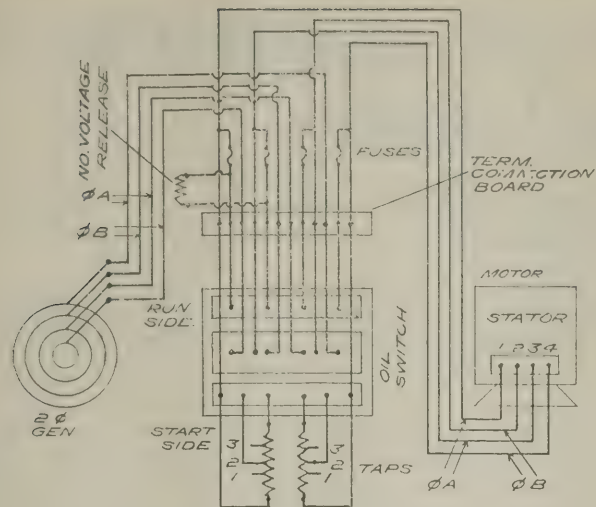 NO. VOLTAGE
RELEASE
FUSES
TERM.
CONNECTION
BOARD
ØA
ØB
MOTOR
STATOR
1 2 3 4
RUN
SIDE
OIL
SWITCH
2 Ø
GEN
START
SIDE
3
2
1
3
2
1
TAPS
ØA
ØB